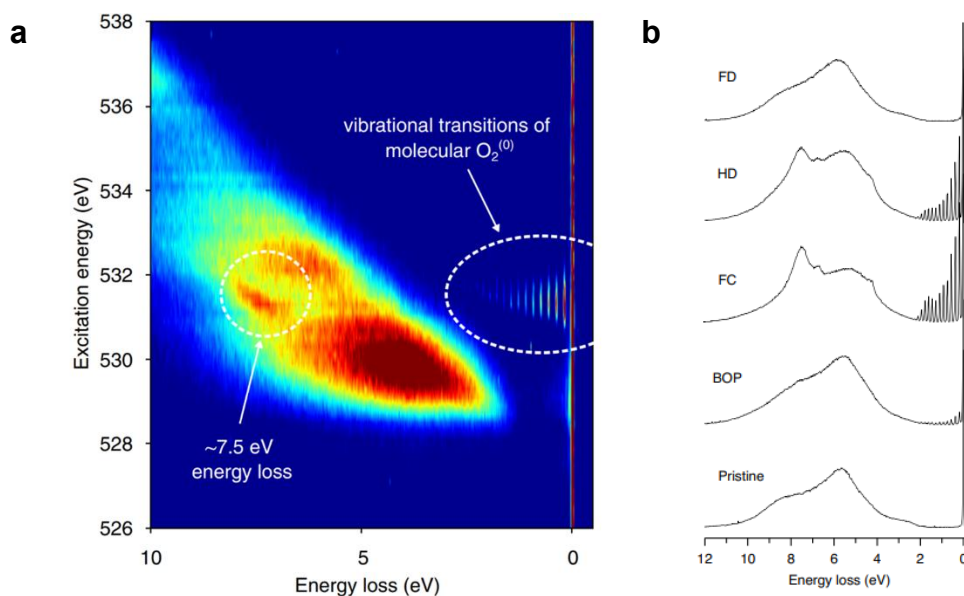 a
538
536
534
532
530
528
526
Excitation energy (eV)
vibrational transitions of
molecular O₂⁽⁰⁾
~7.5 eV
energy loss
10
5
0
Energy loss (eV)
b
FD
HD
FC
BOP
Pristine
12
10
8
6
4
2
0
Energy loss (eV)